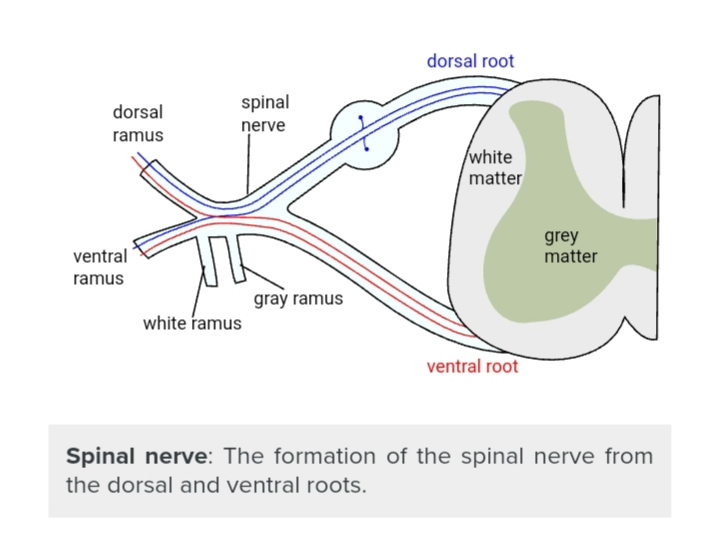 dorsal root
spinal
nerve
dorsal
ramus
white
matter
grey
matter
ventral
ramus
gray ramus
white ramus
ventral root
Spinal nerve: The formation of the spinal nerve from
the dorsal and ventral roots.